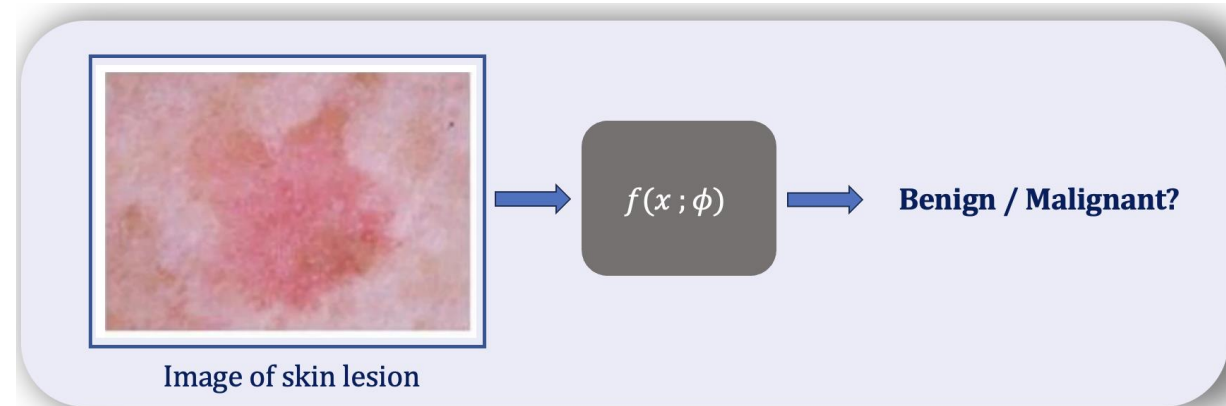 f(x ; ϕ)
Benign / Malignant?
Image of skin lesion